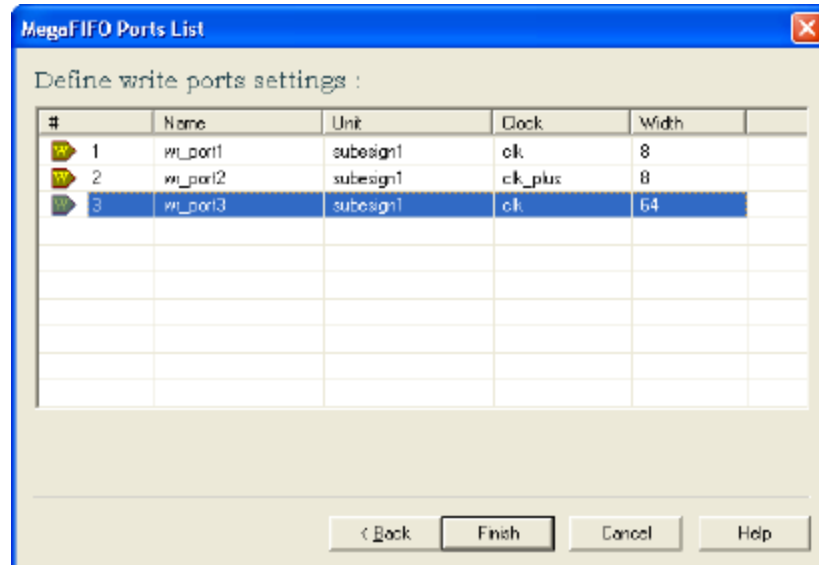 MegaFIFO Ports List
Define write ports settings :
# Name Unit Clock Width
W 1 wr_port1 subesign1 clk 8
W 2 wr_port2 subesign1 clk_plus 8
W 3 wr_port3 subesign1 clk 64
< Back Finish Cancel Help